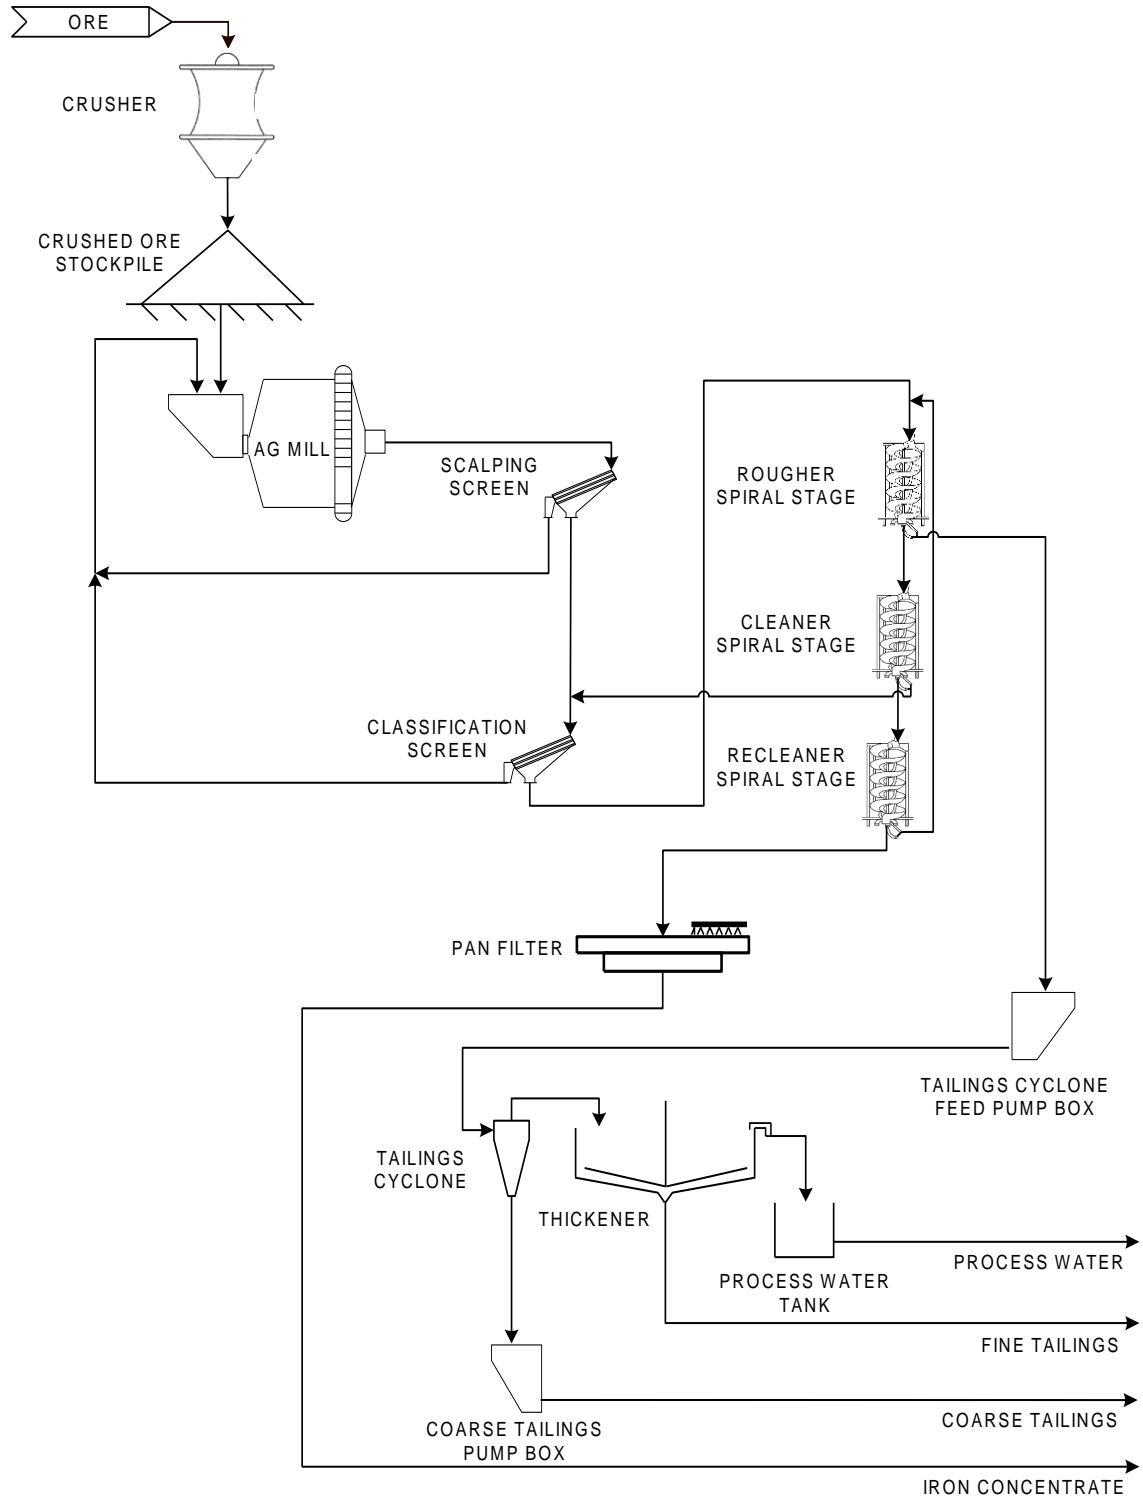 ORE
CRUSHER
CRUSHED ORE
STOCKPILE
AG MILL
SCALPING
SCREEN
ROUGHER
SPIRAL STAGE
CLEANER
SPIRAL STAGE
CLASSIFICATION
SCREEN
RECLEANER
SPIRAL STAGE
PAN FILTER
TAILINGS CYCLONE
FEED PUMP BOX
TAILINGS
CYCLONE
THICKENER
PROCESS WATER
TANK
PROCESS WATER
FINE TAILINGS
COARSE TAILINGS
PUMP BOX
COARSE TAILINGS
IRON CONCENTRATE